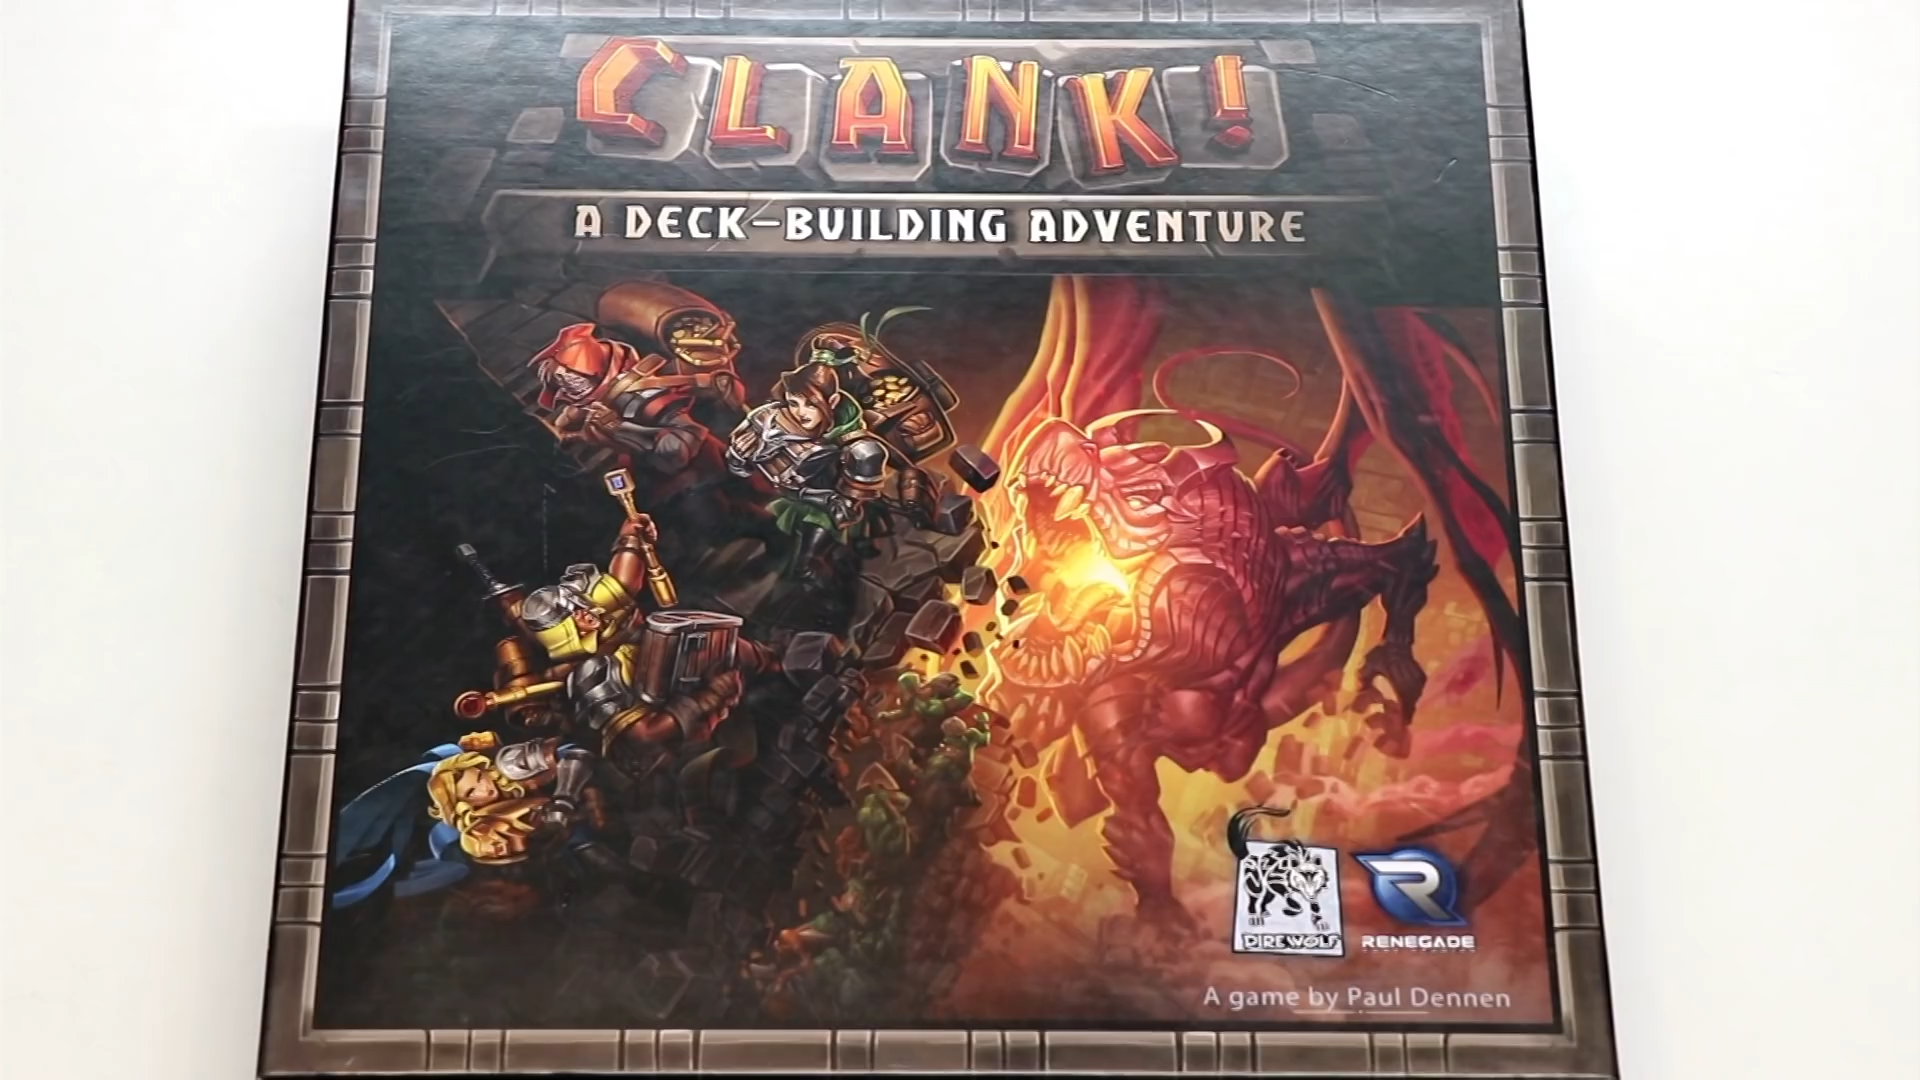 CLANK!
A DECK-BUILDING ADVENTURE
DIRE WOLF
RENEGADE
A game by Paul Dennen